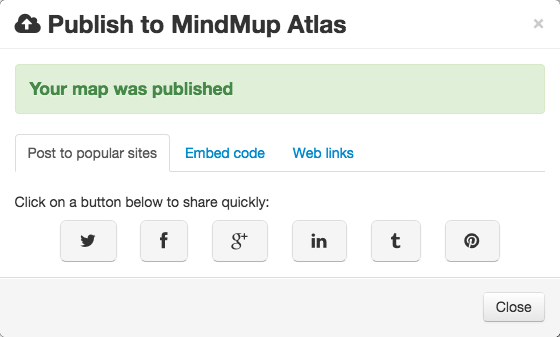 Publish to MindMup Atlas
×
Your map was published
Post to popular sites
Embed code
Web links
Click on a button below to share quickly:
f
g+
in
t
Close